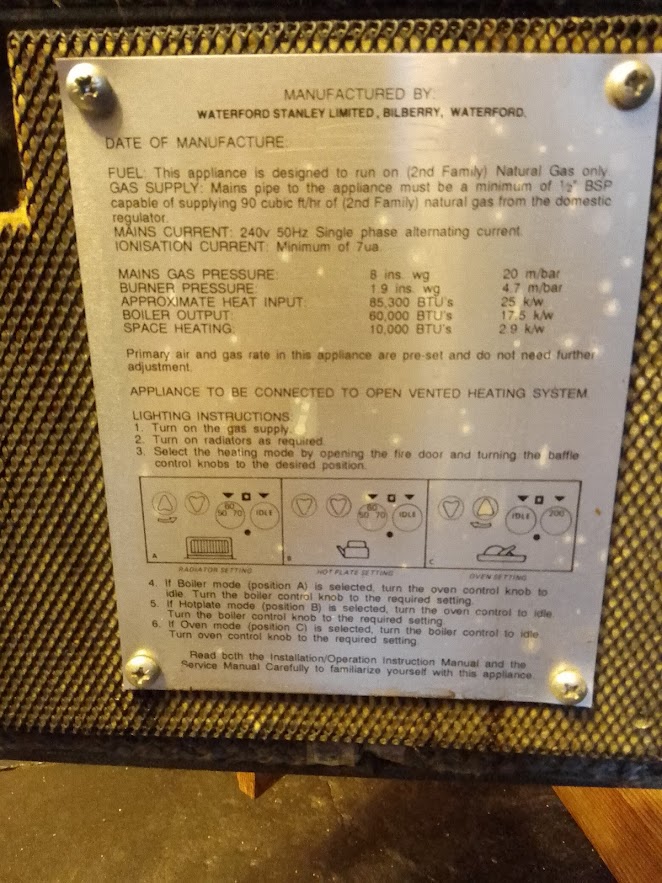 MANUFACTURED BY:
WATERFORD STANLEY LIMITED, BILBERRY, WATERFORD.
DATE OF MANUFACTURE:
FUEL: This appliance is designed to run on (2nd Family) Natural Gas only.
GAS SUPPLY: Mains pipe to the appliance must be a minimum of ½" BSP
capable of supplying 90 cubic ft/hr of (2nd Family) natural gas from the domestic
regulator.
MAINS CURRENT: 240v 50Hz Single phase alternating current.
IONISATION CURRENT: Minimum of 7ua.
MAINS GAS PRESSURE: 8 ins. wg 20 m/bar
BURNER PRESSURE: 1.9 ins. wg 4.7 m/bar
APPROXIMATE HEAT INPUT: 85,300 BTU's 25 k/w
BOILER OUTPUT: 60,000 BTU's 17.5 k/w
SPACE HEATING: 10,000 BTU's 2.9 k/w
Primary air and gas rate in this appliance are pre-set and do not need further
adjustment.
APPLIANCE TO BE CONNECTED TO OPEN VENTED HEATING SYSTEM.
LIGHTING INSTRUCTIONS:
1. Turn on the gas supply.
2. Turn on radiators as required.
3. Select the heating mode by opening the fire door and turning the baffle
control knobs to the desired position.
60
50 70 IDLE
60
50 70 IDLE
IDLE 200
A B C
RADIATOR SETTING HOT PLATE SETTING OVEN SETTING
4. If Boiler mode (position A) is selected, turn the oven control knob to
idle. Turn the boiler control knob to the required setting.
5. If Hotplate mode (position B) is selected, turn the oven control to idle.
Turn the boiler control knob to the required setting.
6. If Oven mode (position C) is selected, turn the boiler control to idle.
Turn oven control knob to the required setting.
Read both the Installation/Operation Instruction Manual and the
Service Manual Carefully to familiarize yourself with this appliance.